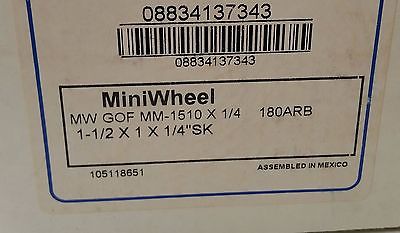 08834137343
08834137343
MiniWheel
MW GOF MM-1510 X 1/4 180ARB
1-1/2 X 1 X 1/4"SK
105118651 ASSEMBLED IN MEXICO